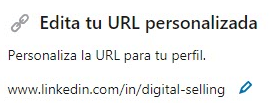 Edita tu URL personalizada
Personaliza la URL para tu perfil.
www.linkedin.com/in/digital-selling